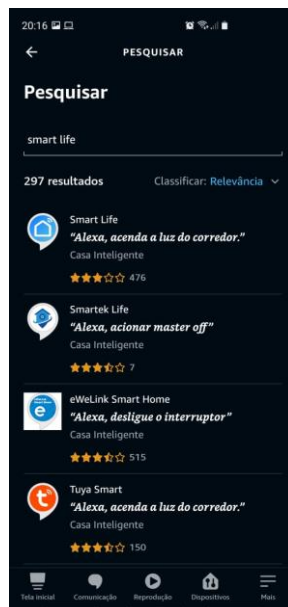 20:16
PESQUISAR
Pesquisar
smart life
297 resultados Classificar: Relevância
Smart Life
“Alexa, acenda a luz do corredor.”
Casa Inteligente
476
Smartek Life
“Alexa, acionar master off”
Casa Inteligente
7
eWeLink Smart Home
“Alexa, desligue o interruptor”
Casa Inteligente
515
Tuya Smart
“Alexa, acenda a luz do corredor.”
Casa Inteligente
150
Tela Inicial Comunicação Reprodução Dispositivos Mais